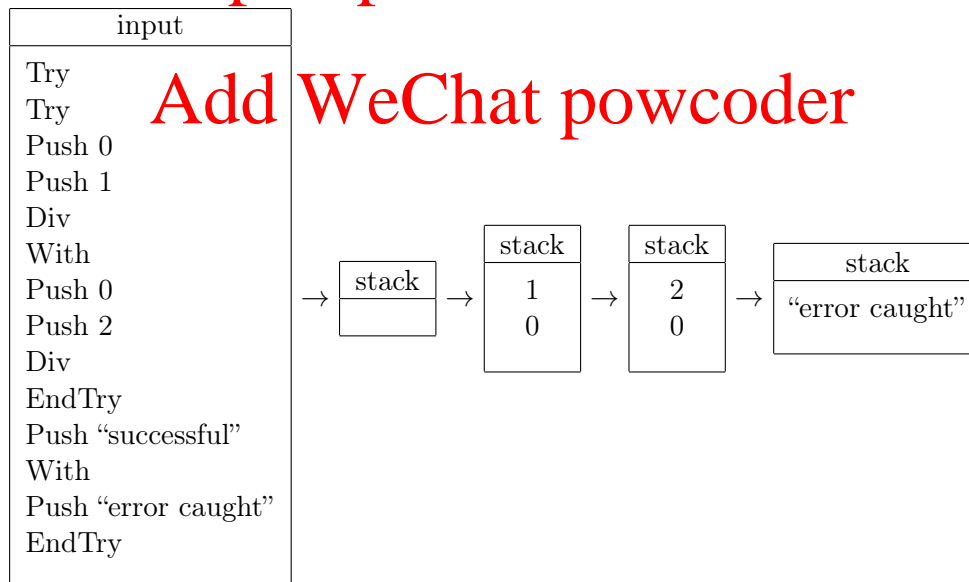 input
Try
Try
Push 0
Push 1
Div
With
Push 0
Push 2
Div
EndTry
Push “successful”
With
Push “error caught”
EndTry
Add WeChat powcoder
→ stack → stack → stack → stack
1
0
2
0
“error caught”